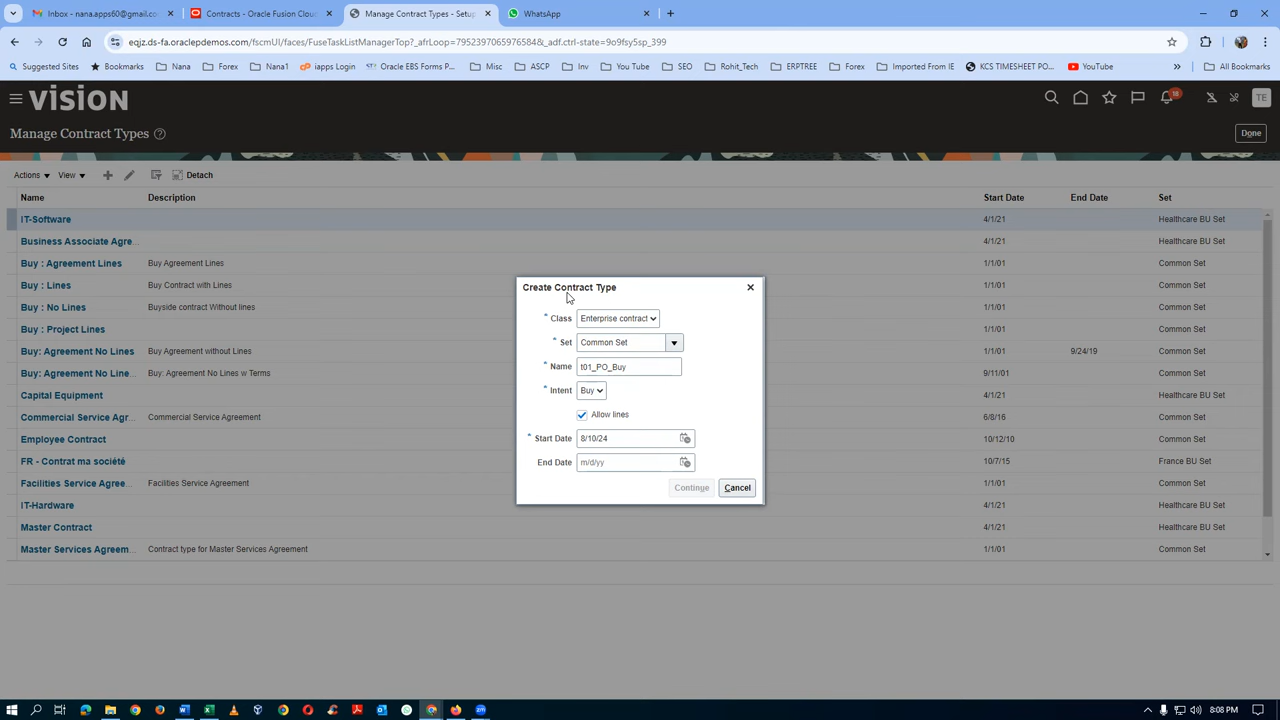 Inbox - nana.apps60@gmail.co
Contracts - Oracle Fusion Clou
Manage Contract Types - Setup
WhatsApp
eqjz.ds-fa.oraclepdemos.com/fscmUI/faces/FuseTaskListManagerTop?_afrLoop=7952397065976584&_adf.ctrl-state=9o9fsy5sp_399
Suggested Sites
Bookmarks
Nana
Forex
Nana1
iapps Login
Oracle EBS Forms P...
Misc
ASCP
Inv
You Tube
SEO
Rohit_Tech
ERPTREE
Forex
Imported From IE
KCS TIMESHEET PO...
YouTube
»
All Bookmarks
VISION
18
TE
Manage Contract Types ?
Done
Actions View Detach
Name Description Start Date End Date Set
IT-Software 4/1/21 Healthcare BU Set
Business Associate Agre... 4/1/21 Healthcare BU Set
Buy : Agreement Lines Buy Agreement Lines 1/1/01 Common Set
Buy : Lines Buy Contract with Lines 1/1/01 Common Set
Buy : No Lines Buyside contract Without lines 1/1/01 Common Set
Buy : Project Lines 1/1/01 Common Set
Buy: Agreement No Lines Buy Agreement without Lines 1/1/01 9/24/19 Common Set
Buy: Agreement No Line... Buy: Agreement No Lines w Terms 9/11/01 Common Set
Capital Equipment 4/1/21 Healthcare BU Set
Commercial Service Agr... Commercial Service Agreement 6/8/16 Common Set
Employee Contract 10/12/10 Common Set
FR - Contrat ma société 10/7/15 France BU Set
Facilities Service Agree... Facilities Service Agreement 1/1/01 Common Set
IT-Hardware 4/1/21 Healthcare BU Set
Master Contract 4/1/21 Healthcare BU Set
Master Services Agreem... Contract type for Master Services Agreement 1/1/01 Common Set
Create Contract Type
* Class Enterprise contract
* Set Common Set
* Name t01_PO_Buy
* Intent Buy
Allow lines
* Start Date 8/10/24
End Date m/d/yy
Continue Cancel
8:08 PM